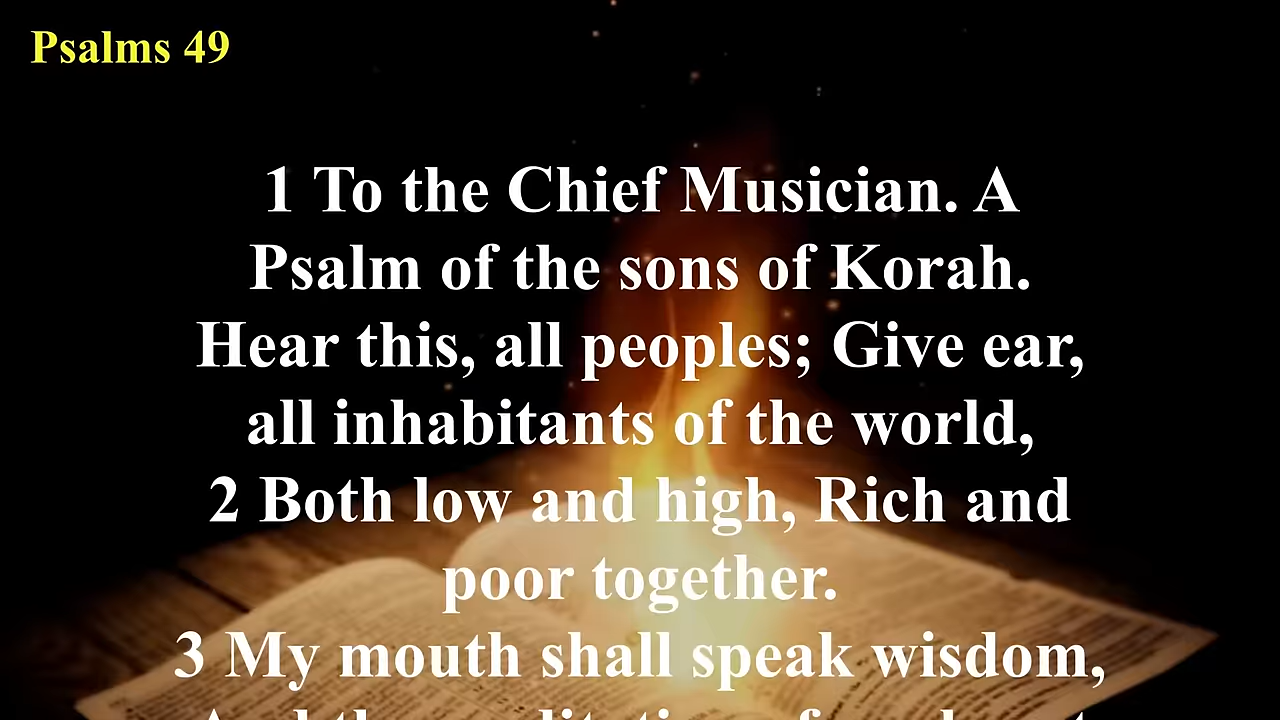 Psalms 49
1 To the Chief Musician. A
Psalm of the sons of Korah.
Hear this, all peoples; Give ear,
all inhabitants of the world,
2 Both low and high, Rich and
poor together.
3 My mouth shall speak wisdom,